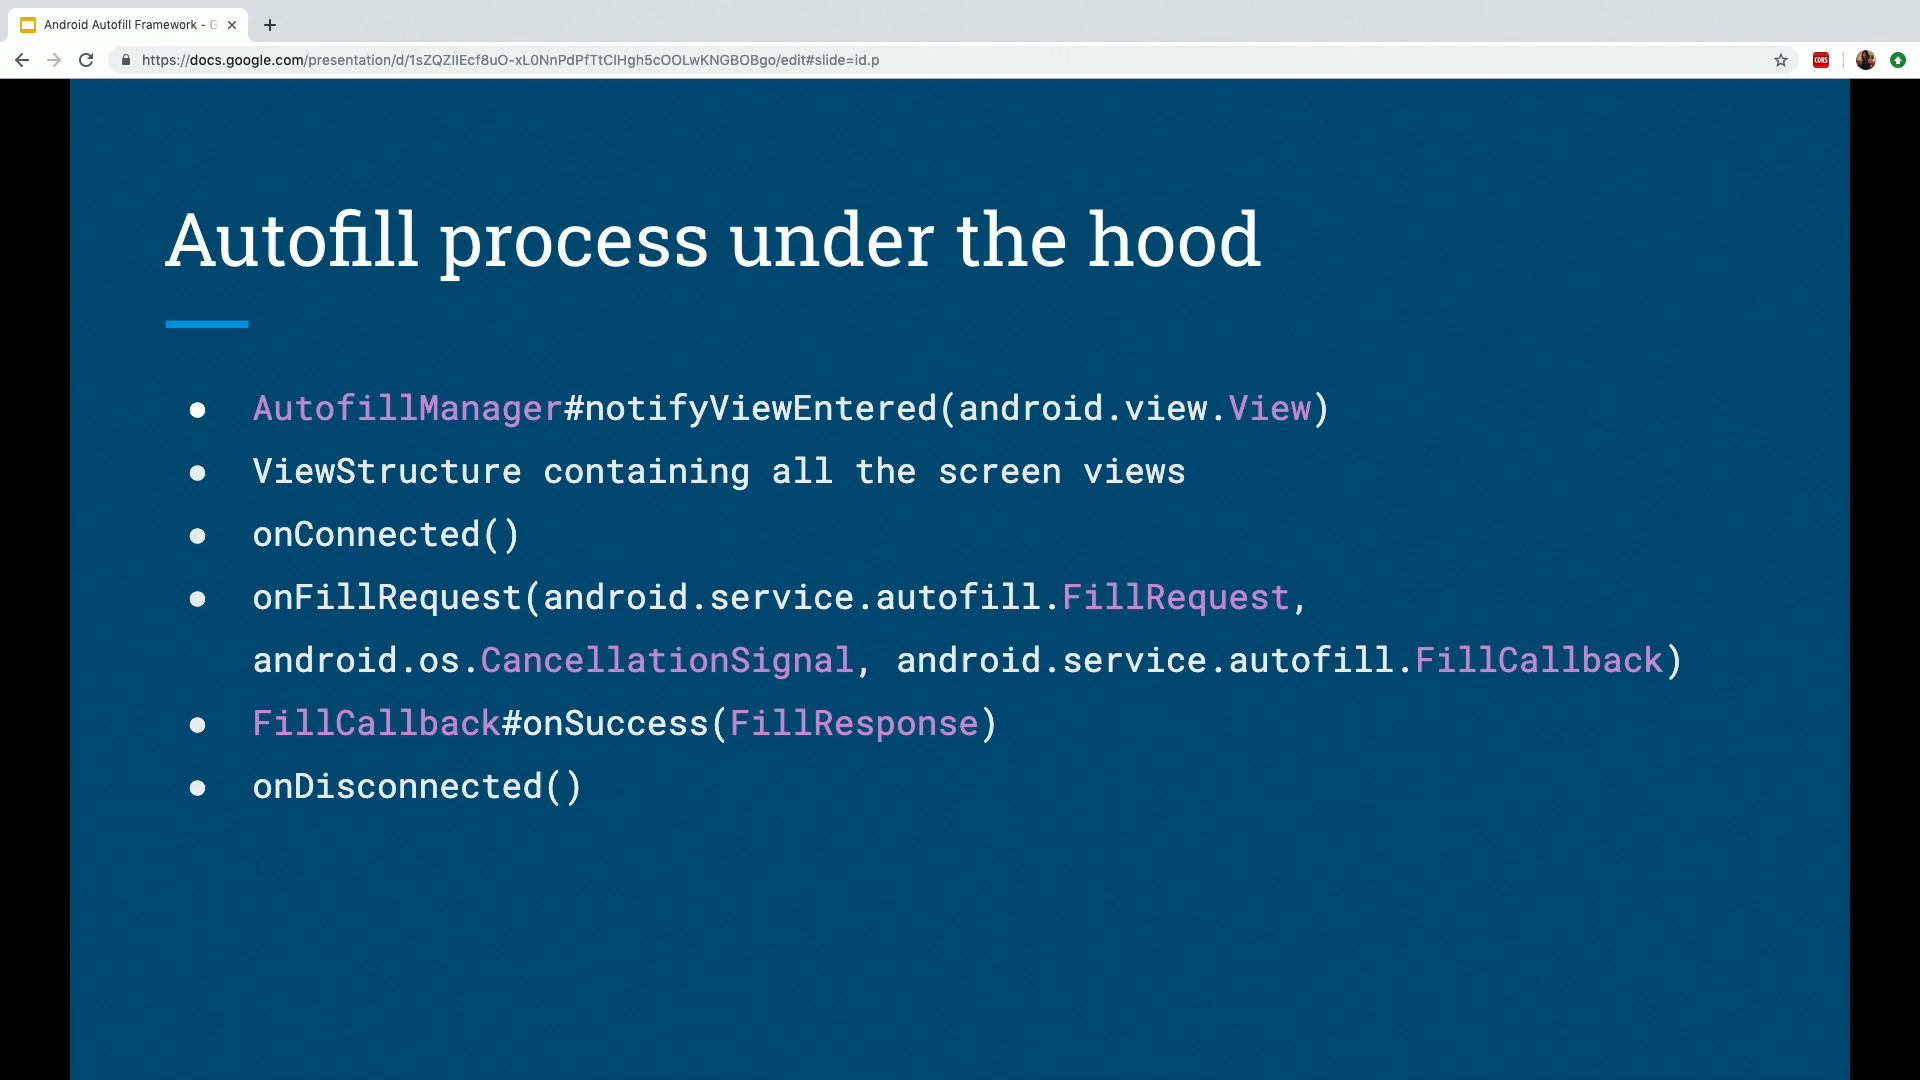 Android Autofill Framework - G
https://docs.google.com/presentation/d/1sZQZIIEcf8uO-xL0NnPdPfTtClHgh5cOOLwKNGBOBgo/edit#slide=id.p
CORS
Autofill process under the hood
● AutofillManager#notifyViewEntered(android.view.View)
● ViewStructure containing all the screen views
● onConnected()
● onFillRequest(android.service.autofill.FillRequest,
android.os.CancellationSignal, android.service.autofill.FillCallback)
● FillCallback#onSuccess(FillResponse)
● onDisconnected()